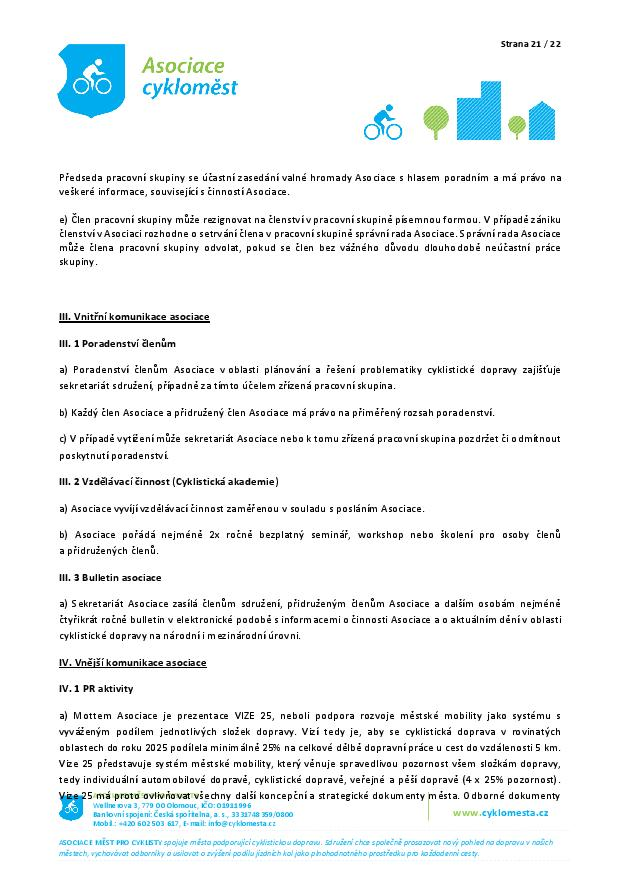 Strana 21 / 22
Asociace
cykloměst
Předseda pracovní skupiny se účastní zasedání valné hromady Asociace s hlasem poradním a má právo na
veškeré informace, související s činností Asociace.
e) Člen pracovní skupiny může rezignovat na členství v pracovní skupině písemnou formou. V případě zániku
členství v Asociaci rozhodne o setrvání člena v pracovní skupině správní rada Asociace. Správní rada Asociace
může člena pracovní skupiny odvolat, pokud se člen bez vážného důvodu dlouhodobě neúčastní práce
skupiny.
III. Vnitřní komunikace asociace
III. 1 Poradenství členům
a) Poradenství členům Asociace v oblasti plánování a řešení problematiky cyklistické dopravy zajišťuje
sekretariát sdružení, případně za tímto účelem zřízená pracovní skupina.
b) Každý člen Asociace a přidružený člen Asociace má právo na přiměřený rozsah poradenství.
c) V případě vytížení může sekretariát Asociace nebo k tomu zřízená pracovní skupina pozdržet či odmítnout
poskytnutí poradenství.
III. 2 Vzdělávací činnost (Cyklistická akademie)
a) Asociace vyvíjí vzdělávací činnost zaměřenou v souladu s posláním Asociace.
b) Asociace pořádá nejméně 2x ročně bezplatný seminář, workshop nebo školení pro osoby členů
a přidružených členů.
III. 3 Bulletin asociace
a) Sekretariát Asociace zasílá členům sdružení, přidruženým členům Asociace a dalším osobám nejméně
čtyřikrát ročně bulletin v elektronické podobě s informacemi o činnosti Asociace a o aktuálním dění v oblasti
cyklistické dopravy na národní i mezinárodní úrovni.
IV. Vnější komunikace asociace
IV. 1 PR aktivity
a) Mottem Asociace je prezentace VIZE 25, neboli podpora rozvoje městské mobility jako systému s
vyváženým podílem jednotlivých složek dopravy. Vizí tedy je, aby se cyklistická doprava v rovinatých
oblastech do roku 2025 podílela minimálně 25% na celkové dělbě dopravní práce u cest do vzdálenosti 5 km.
Vize 25 představuje systém městské mobility, který věnuje spravedlivou pozornost všem složkám dopravy,
tedy individuální automobilové dopravě, cyklistické dopravě, veřejné a pěší dopravě (4 x 25% pozornosti).
Vize 25 má proto ovlivňovat všechny další koncepční a strategické dokumenty města. Odborné dokumenty
Wellnerova 3, 779 00 Olomouc, IČO: 01911996
Bankovní spojení: Česká spořitelna, a. s., 3331748359/0800
Mobil.: +420 602 503 617, E-mail: info@cyklomesta.cz
www.cyklomesta.cz
ASOCIACE MĚST PRO CYKLISTY spojuje města podporující cyklistickou dopravu. Sdružení chce společně prosazovat nový pohled na dopravu v našich
městech, vychovávat odborníky a usilovat o zvýšení podílu jízdních kol jako plnohodnotného prostředku pro každodenní cesty.